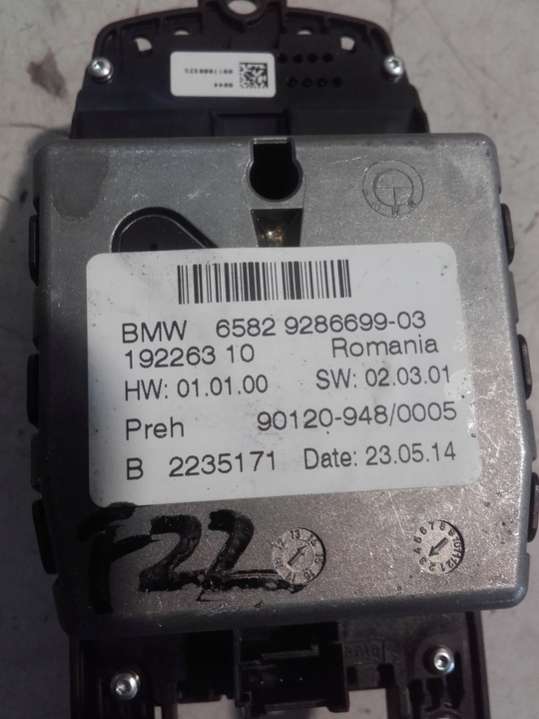 BMW 6582 9286699-03
192263 10 Romania
HW: 01.01.00 SW: 02.03.01
Preh 90120-948/0005
B 2235171 Date: 23.05.14
F22